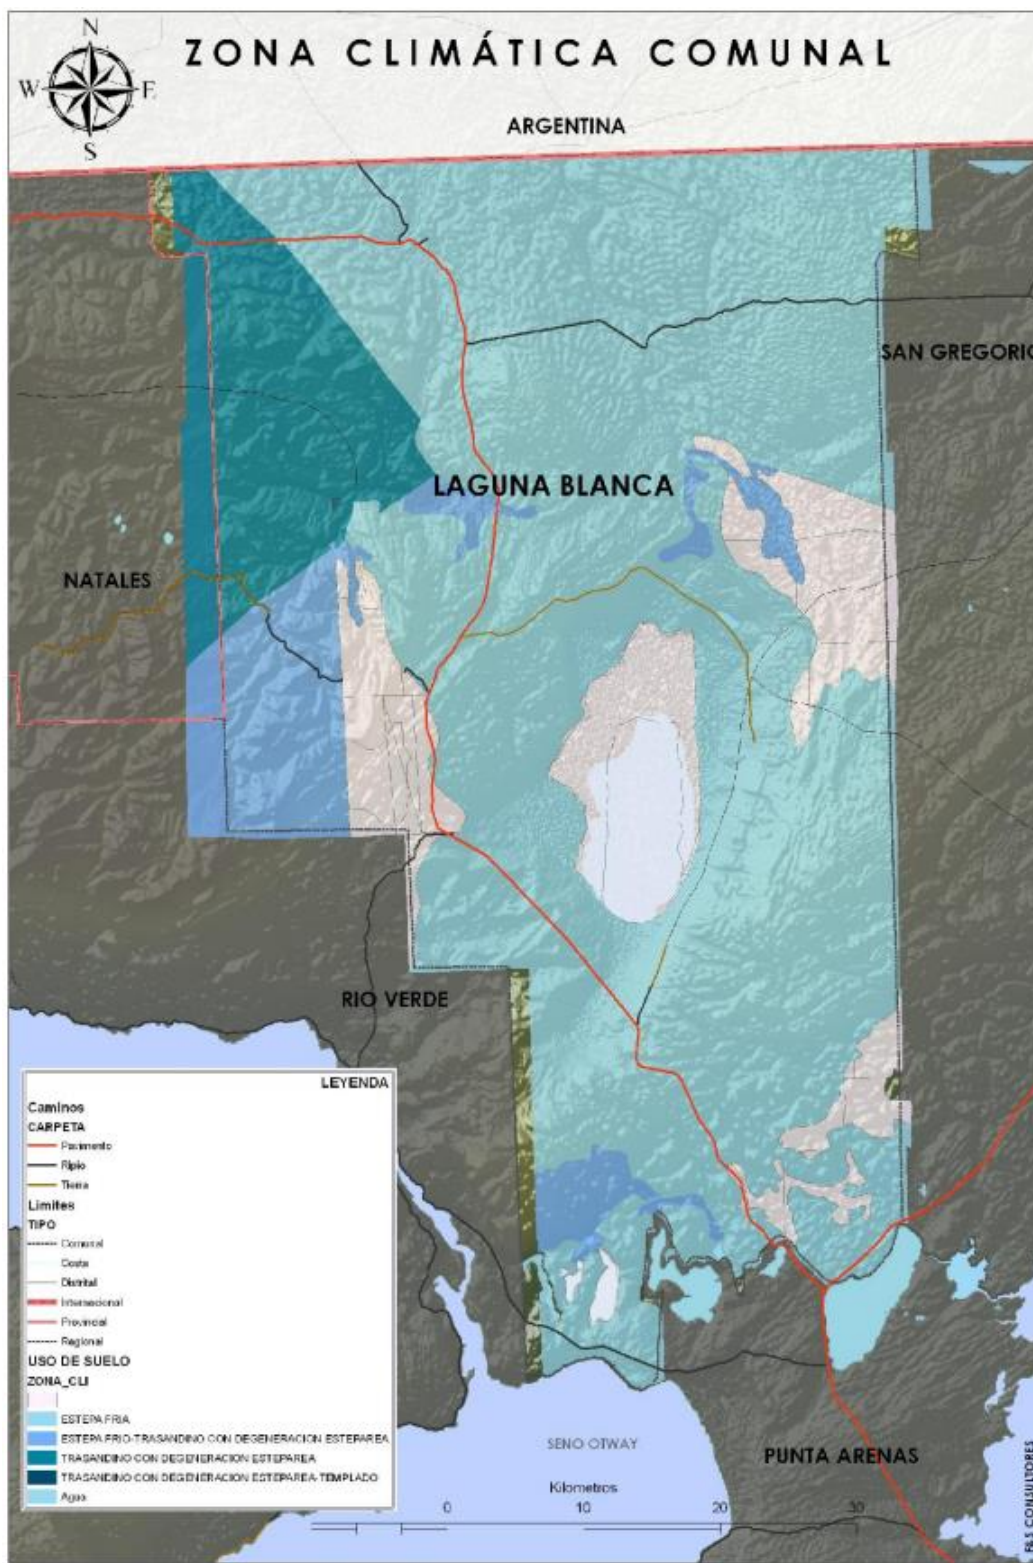 ZONA CLIMÁTICA COMUNAL
N
W E
S
ARGENTINA
SAN GREGORIO
LAGUNA BLANCA
NATALES
RIO VERDE
LEYENDA
Caminos
CARPETA
Pavimento
Ripio
Tierra
Limites
TIPO
Comunal
Costa
Distrital
Internacional
Provincial
Regional
USO DE SUELO
ZONA_CLI
ESTEPA FRIA
ESTEPA FRIO-TRASANDINO CON DEGENERACION ESTEPAREA
TRASANDINO CON DEGENERACION ESTEPAREA
TRASANDINO CON DEGENERACION ESTEPAREA-TEMPLADO
Agua
SENO OTWAY
PUNTA ARENAS
Kilometros
0 10 20 30
CONSULTORES